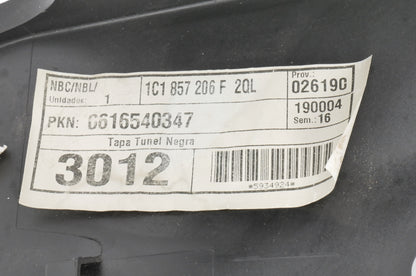 NBC/NBL/ 1C1 857 206 F 2QL Prov.: 02619C
Unidades: 1 190004
PKN: 0616540347 Sem.: 16
Tapa Tunel Negra
3012
*5934924*